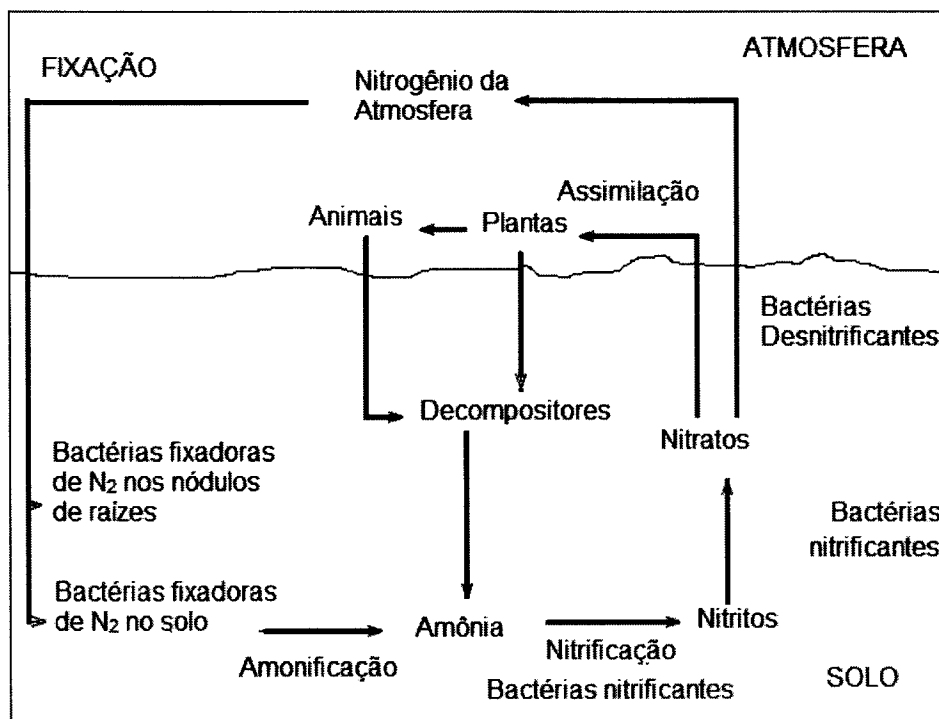 FIXAÇÃO
ATMOSFERA
Nitrogênio da
Atmosfera
Assimilação
Animais
Plantas
Bactérias
Desnitrificantes
Decompositores
Nitratos
Bactérias fixadoras
de N₂ nos nódulos
de raízes
Bactérias
nitrificantes
Bactérias fixadoras
de N₂ no solo
Amônia
Nitritos
Amonificação
Nitrificação
Bactérias nitrificantes
SOLO